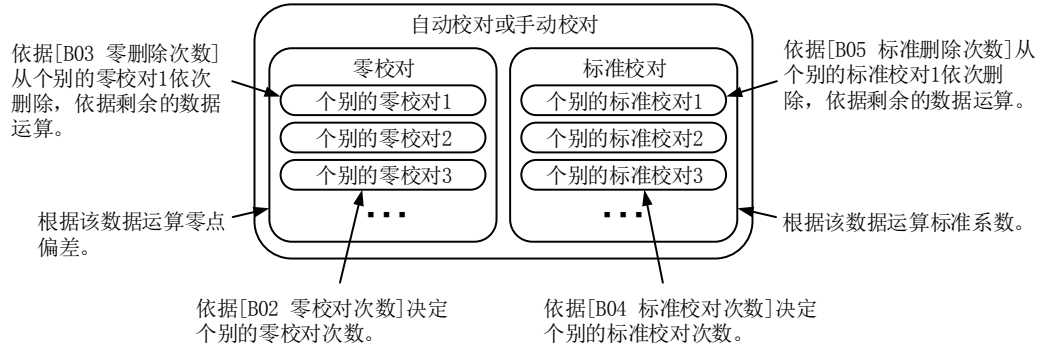 自动校对或手动校对
依据[B03 零删除次数]
从个别的零校对1依次
删除，依据剩余的数据
运算。
零校对
个别的零校对1
个别的零校对2
个别的零校对3
...
标准校对
个别的标准校对1
个别的标准校对2
个别的标准校对3
...
依据[B05 标准删除次数]从
个别的标准校对1依次删
除，依据剩余的数据运算。
根据该数据运算零点
偏差。
根据该数据运算标准系数。
依据[B02 零校对次数]决定
个别的零校对次数。
依据[B04 标准校对次数]决定
个别的标准校对次数。